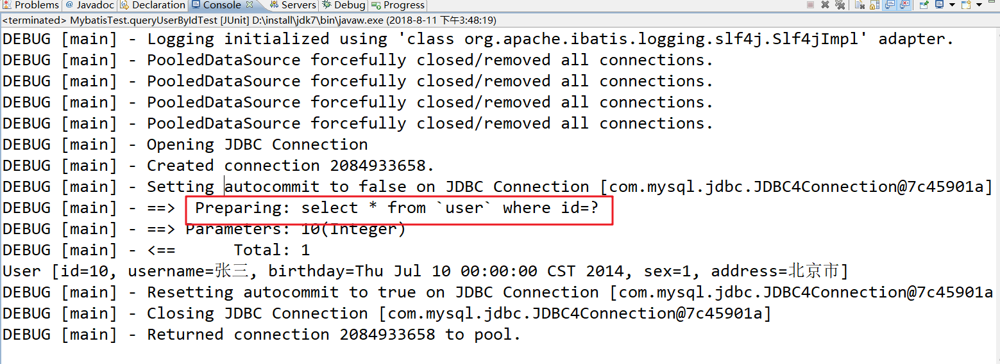 Problems @ Javadoc Declaration Console Servers Debug Progress
<terminated> MybatisTest.queryUserByIdTest [JUnit] D:\install\jdk7\bin\javaw.exe (2018-8-11 下午3:48:19)
DEBUG [main] - Logging initialized using 'class org.apache.ibatis.logging.slf4j.Slf4jImpl' adapter.
DEBUG [main] - PooledDataSource forcefully closed/removed all connections.
DEBUG [main] - PooledDataSource forcefully closed/removed all connections.
DEBUG [main] - PooledDataSource forcefully closed/removed all connections.
DEBUG [main] - PooledDataSource forcefully closed/removed all connections.
DEBUG [main] - Opening JDBC Connection
DEBUG [main] - Created connection 2084933658.
DEBUG [main] - Setting autocommit to false on JDBC Connection [com.mysql.jdbc.JDBC4Connection@7c45901a]
DEBUG [main] - ==>  Preparing: select * from `user` where id=?
DEBUG [main] - ==> Parameters: 10(Integer)
DEBUG [main] - <==      Total: 1
User [id=10, username=张三, birthday=Thu Jul 10 00:00:00 CST 2014, sex=1, address=北京市]
DEBUG [main] - Resetting autocommit to true on JDBC Connection [com.mysql.jdbc.JDBC4Connection@7c45901a
DEBUG [main] - Closing JDBC Connection [com.mysql.jdbc.JDBC4Connection@7c45901a]
DEBUG [main] - Returned connection 2084933658 to pool.